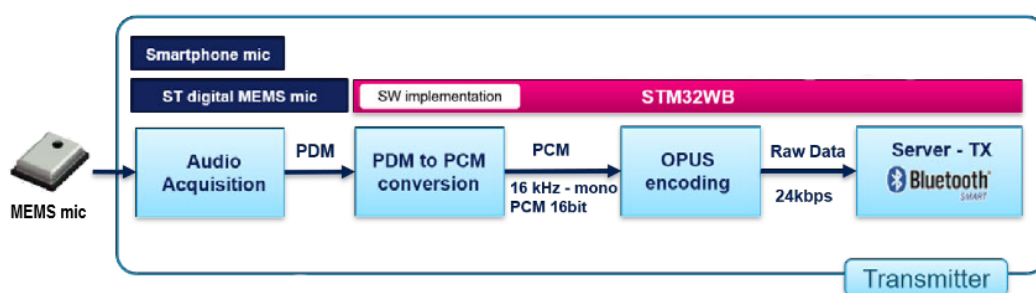 Smartphone mic
ST digital MEMS mic
SW implementation
STM32WB
MEMS mic
Audio
Acquisition
PDM
PDM to PCM
conversion
PCM
16 kHz - mono
PCM 16bit
OPUS
encoding
Raw Data
24kbps
Server - TX
Bluetooth
SMART
Transmitter